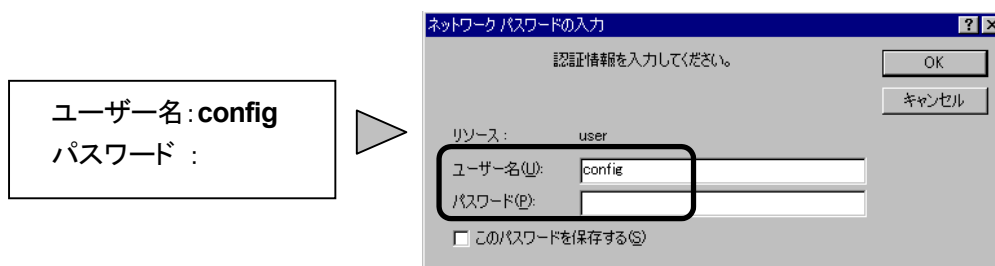 ユーザー名：config
パスワード ：
ネットワーク パスワードの入力
認証情報を入力してください。
OK
キャンセル
リソース： user
ユーザー名(U): config
パスワード(P):
このパスワードを保存する(S)